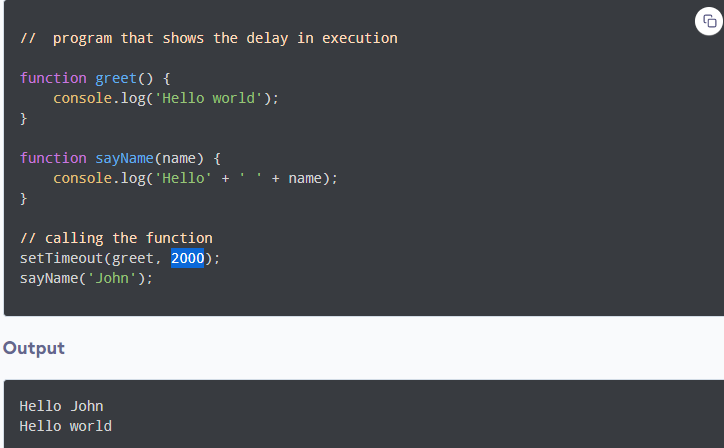 //  program that shows the delay in execution
function greet() {
    console.log('Hello world');
}
function sayName(name) {
    console.log('Hello' + ' ' + name);
}
// calling the function
setTimeout(greet, 2000);
sayName('John');
Output
Hello John
Hello world